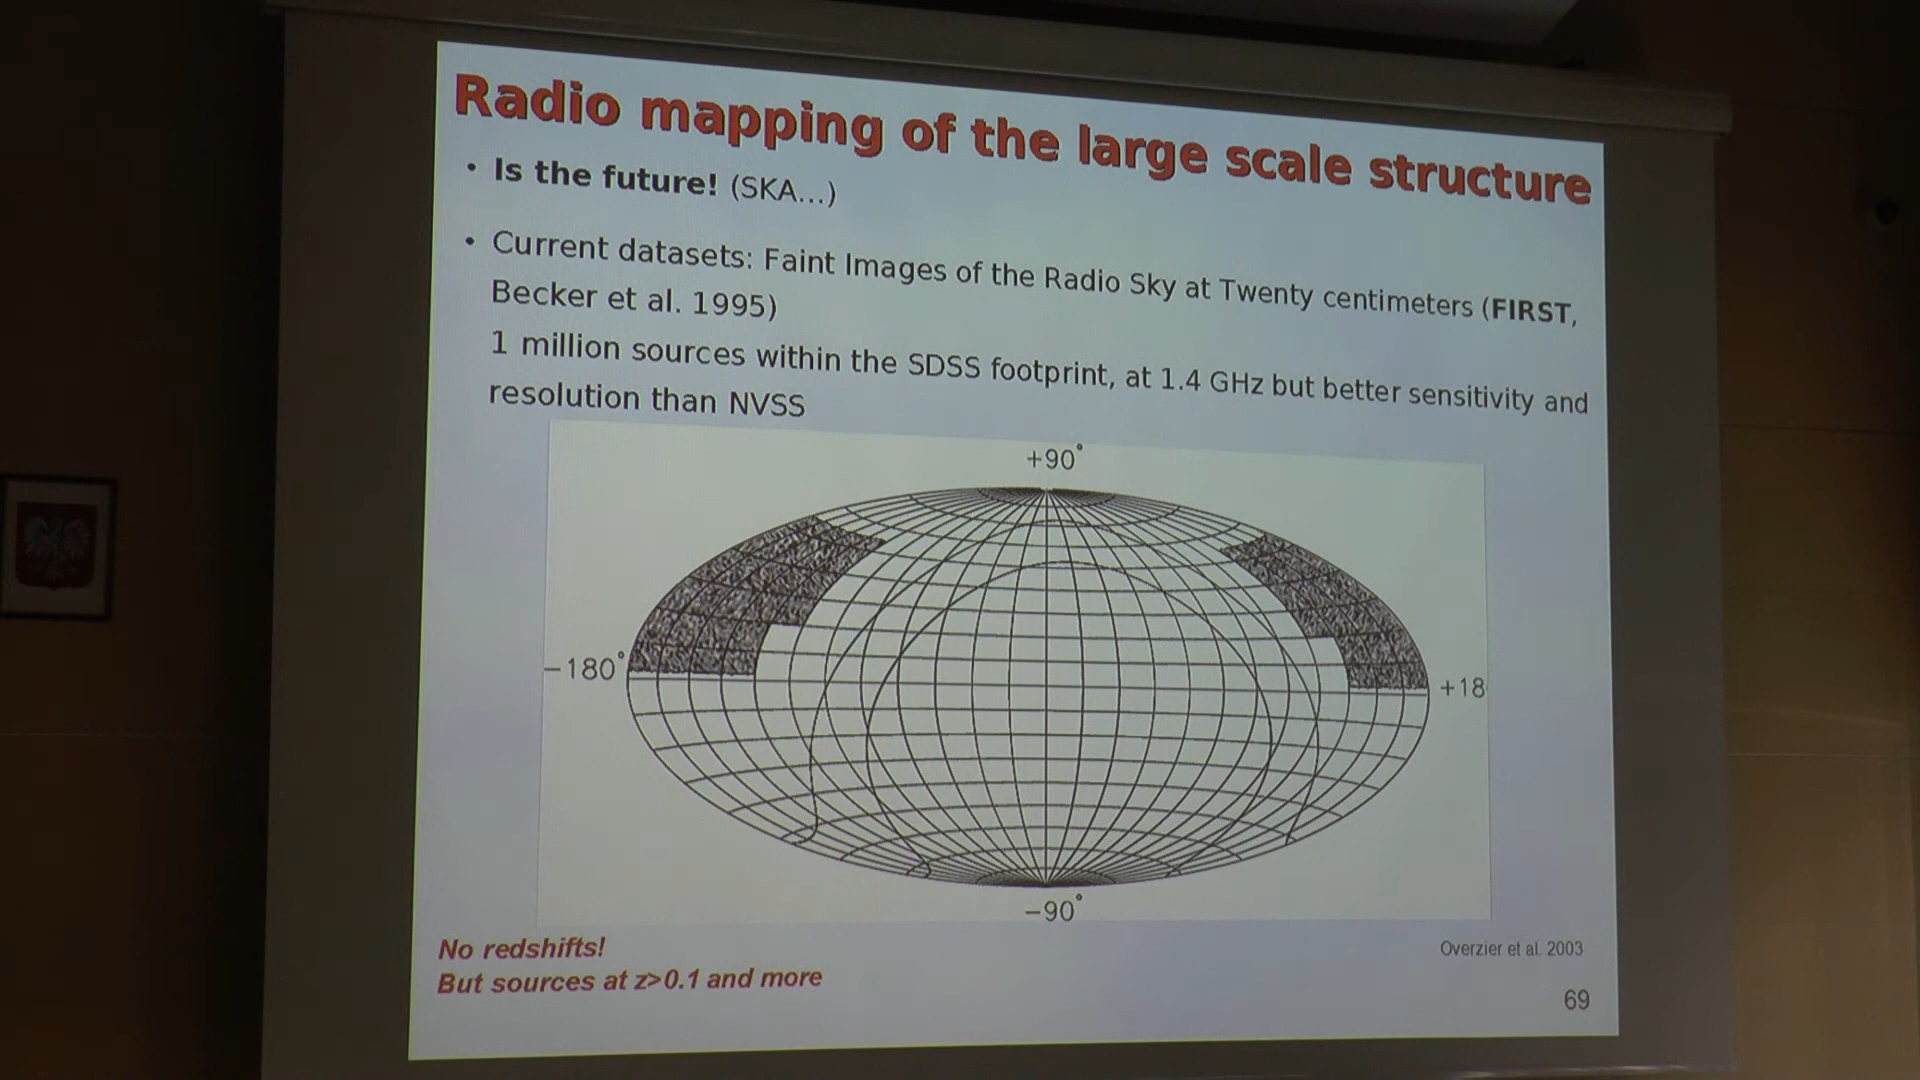 Radio mapping of the large scale structure
• Is the future! (SKA...)
• Current datasets: Faint Images of the Radio Sky at Twenty centimeters (FIRST,
Becker et al. 1995)
1 million sources within the SDSS footprint, at 1.4 GHz but better sensitivity and
resolution than NVSS
+90°
−180°
+18
−90°
No redshifts!
But sources at z>0.1 and more
Overzier et al. 2003
69